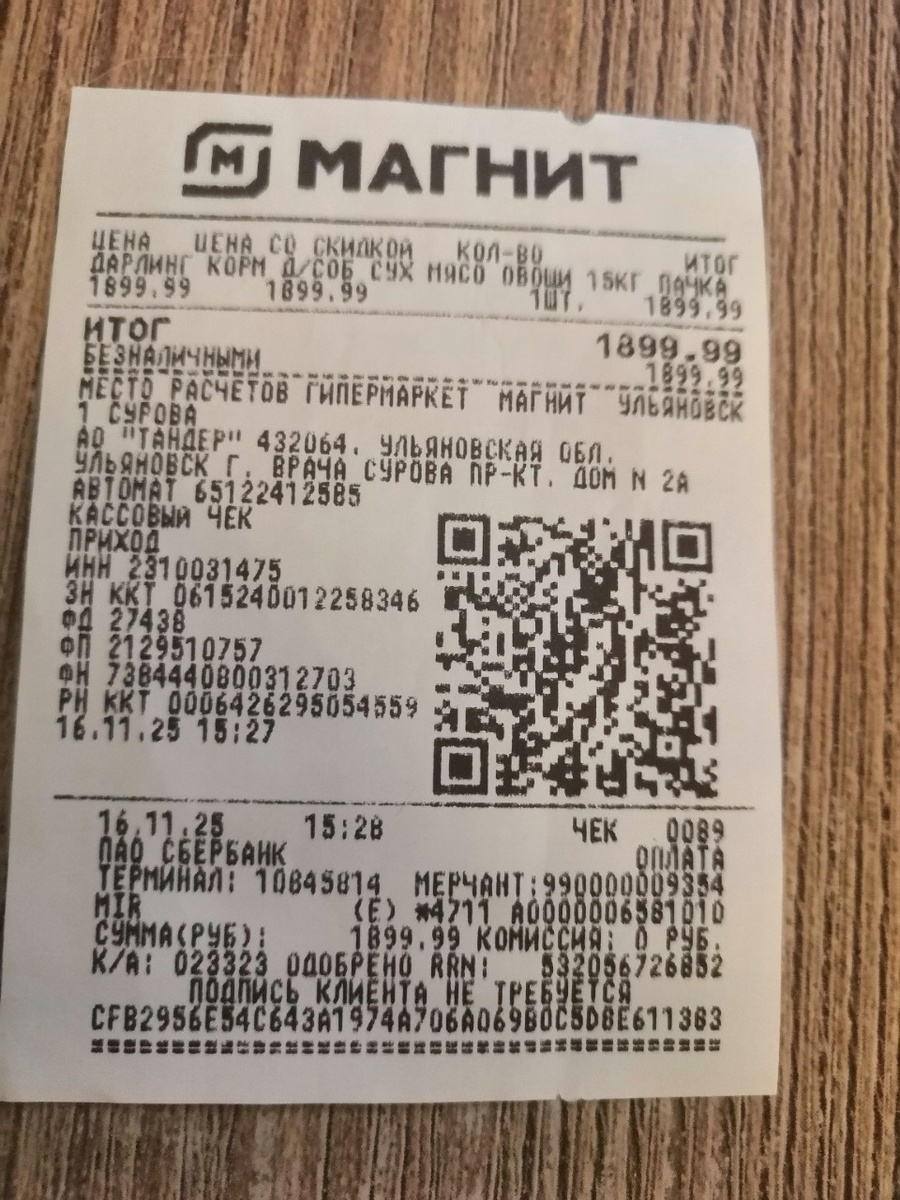 М МАГНИТ
ЦЕНА ЦЕНА СО СКИДКОЙ КОЛ-ВО ИТОГ
ДАРЛИНГ КОРМ Д/СОБ СУХ МЯСО ОВОЩИ 15КГ ПАЧКА
1899.99 1899.99 1ШТ. 1899.99
ИТОГ 1899.99
БЕЗНАЛИЧНЫМИ 1899.99
МЕСТО РАСЧЕТОВ ГИПЕРМАРКЕТ МАГНИТ УЛЬЯНОВСК
1 СУРОВА
АО "ТАНДЕР" 432064, УЛЬЯНОВСКАЯ ОБЛ.
УЛЬЯНОВСК Г, ВРАЧА СУРОВА ПР-КТ, ДОМ N 2А
АВТОМАТ 65122412585
КАССОВЫЙ ЧЕК
ПРИХОД
ИНН 2310031475
ЗН ККТ 0615240012258346
ФД 27438
ФП 2129510757
ФН 7384440800312703
РН ККТ 0006426295054559
16.11.25 15:27
16.11.25 15:28 ЧЕК 0089
ПАО СБЕРБАНК ОПЛАТА
ТЕРМИНАЛ: 10845814 МЕРЧАНТ:990000009354
MIR (E) *4711 A0000006581010
СУММА(РУБ): 1899.99 КОМИССИЯ: 0 РУБ.
К/А: 023323 ОДОБРЕНО RRN: 532056726852
ПОДПИСЬ КЛИЕНТА НЕ ТРЕБУЕТСЯ
CFB2956E54C643A1974A706A069B0C5D8E611383